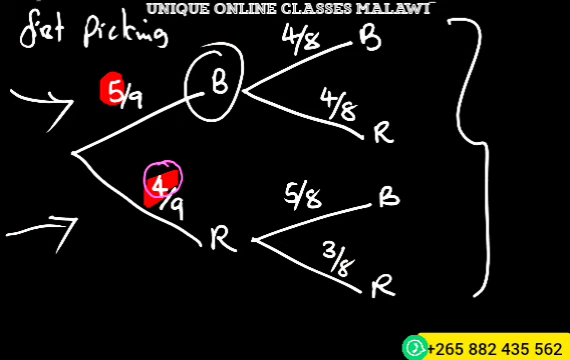 UNIQUE ONLINE CLASSES MALAWI
first Picking
4/8 B
5/9 B
4/8 R
4/9 R
5/8 B
3/8 R
+265 882 435 562